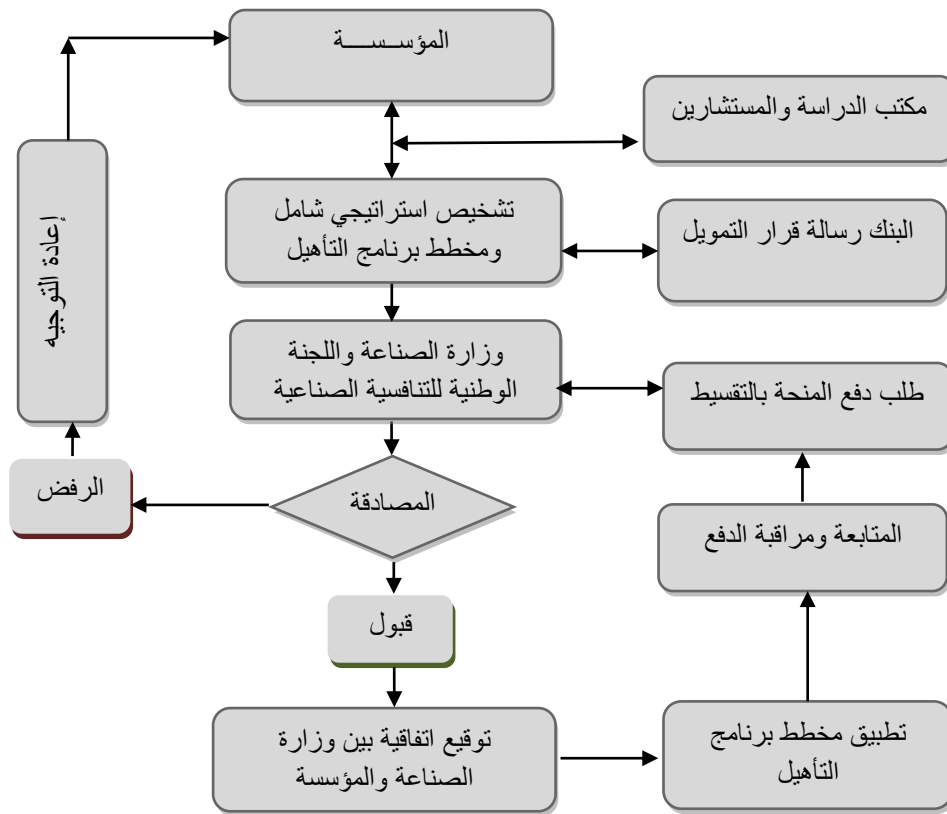 المؤسســـــة
مكتب الدراسة والمستشارين
تشخيص استراتيجي شامل
ومخطط برنامج التأهيل
البنك رسالة قرار التمويل
إعادة التوجيه
وزارة الصناعة واللجنة
الوطنية للتنافسية الصناعية
طلب دفع المنحة بالتقسيط
الرفض
المصادقة
المتابعة ومراقبة الدفع
قبول
توقيع اتفاقية بين وزارة
الصناعة والمؤسسة
تطبيق مخطط برنامج
التأهيل